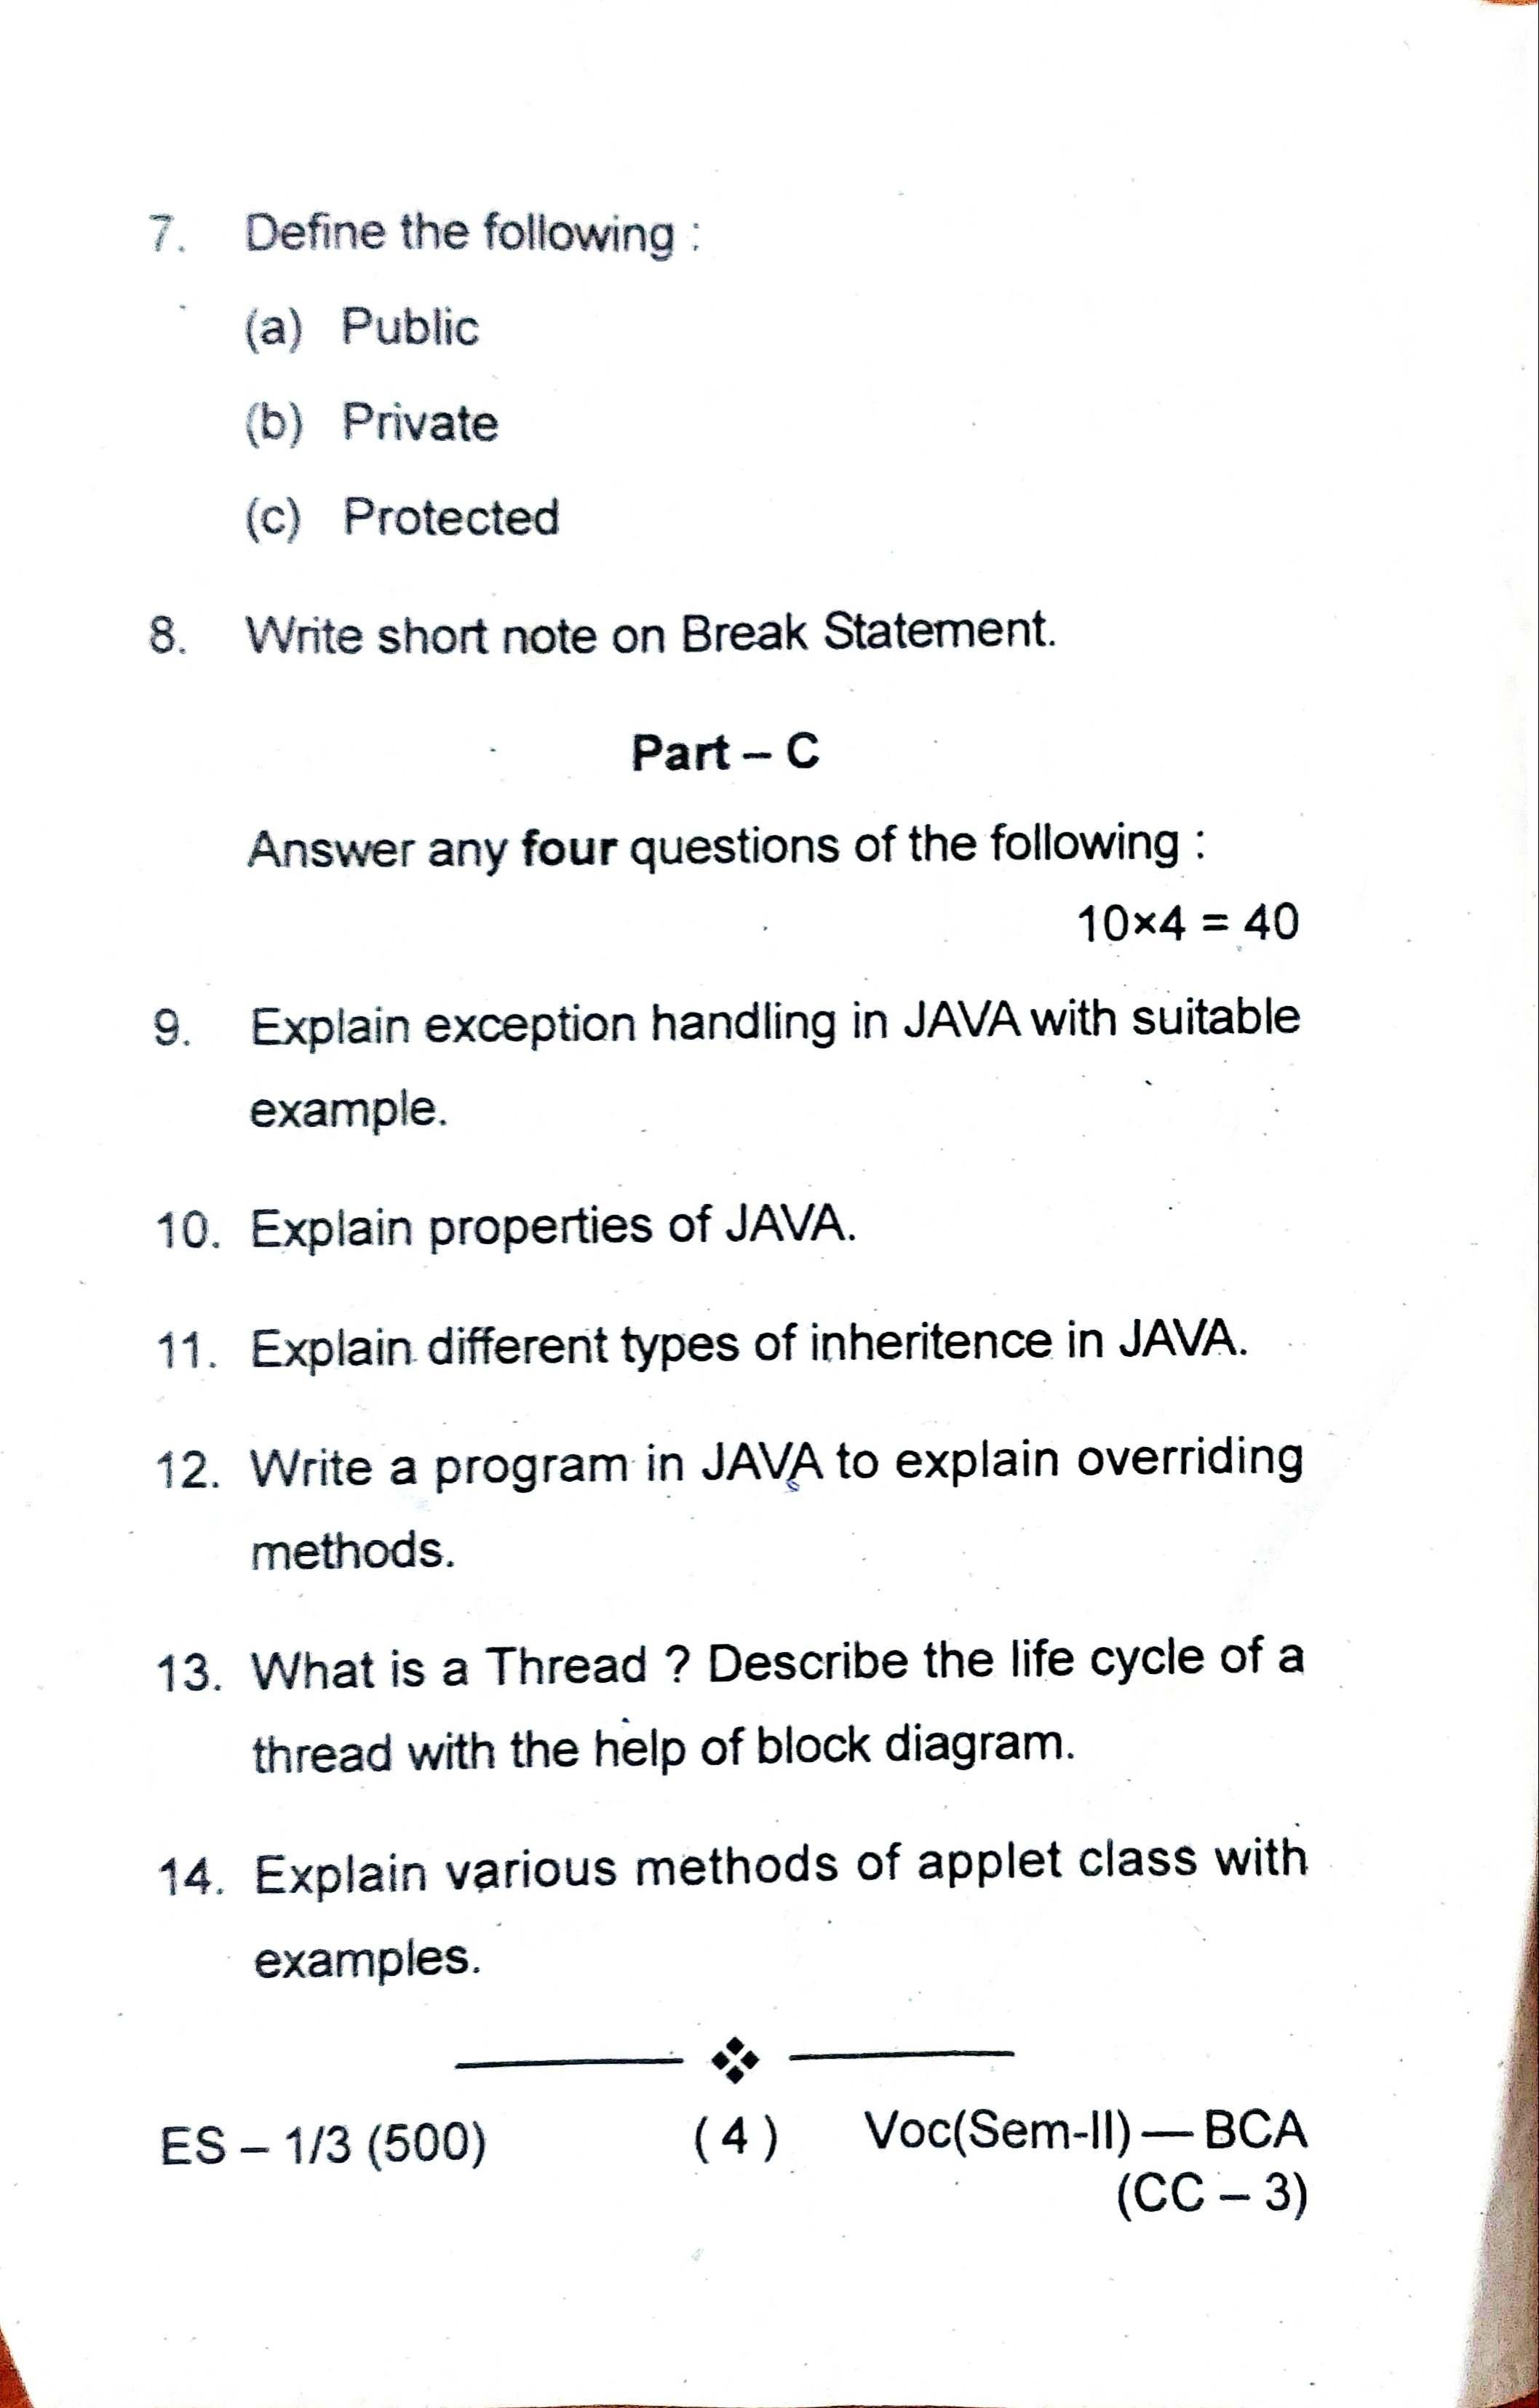 7. Define the following :
(a) Public
(b) Private
(c) Protected
8. Write short note on Break Statement.
Part – C
Answer any four questions of the following :
10×4 = 40
9. Explain exception handling in JAVA with suitable
example.
10. Explain properties of JAVA.
11. Explain different types of inheritence in JAVA.
12. Write a program in JAVA to explain overriding
methods.
13. What is a Thread ? Describe the life cycle of a
thread with the help of block diagram.
14. Explain various methods of applet class with
examples.
ES – 1/3 (500) ( 4 ) Voc(Sem-II) — BCA
(CC – 3)